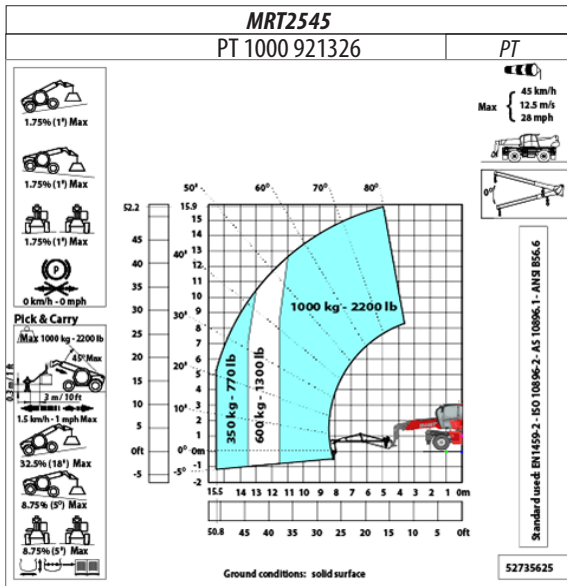 MRT2545
PT 1000 921326 PT
1.75% (1°) Max
1.75% (1°) Max
1.75% (1°) Max
P
0 km/h - 0 mph
Pick & Carry
Max 1000 kg - 2200 lb
45° Max
0.3 m / 1 ft
3 m / 10 ft
1.5 km/h - 1 mph Max
32.5% (18°) Max
8.75% (5°) Max
8.75% (5°) Max
Max
45 km/h
12.5 m/s
28 mph
0°
50° 60° 70° 80°
40°
30°
20°
10°
0°
-5°
52.2
45
40
35
30
25
20
15
10
5
0ft
-5
15.9
15
14
13
12
11
10
9
8
7
6
5
4
3
2
1
0m
-1
-2
350 kg - 770 lb
600 kg - 1300 lb
1000 kg - 2200 lb
15.5 14 13 12 11 10 9 8 7 6 5 4 3 2 1 0m
50.8 45 40 35 30 25 20 15 10 5 0ft
Ground conditions: solid surface
Standard used: EN1459-2 - ISO 10896-2 - AS 10896.1 - ANSI B56.6
52735625